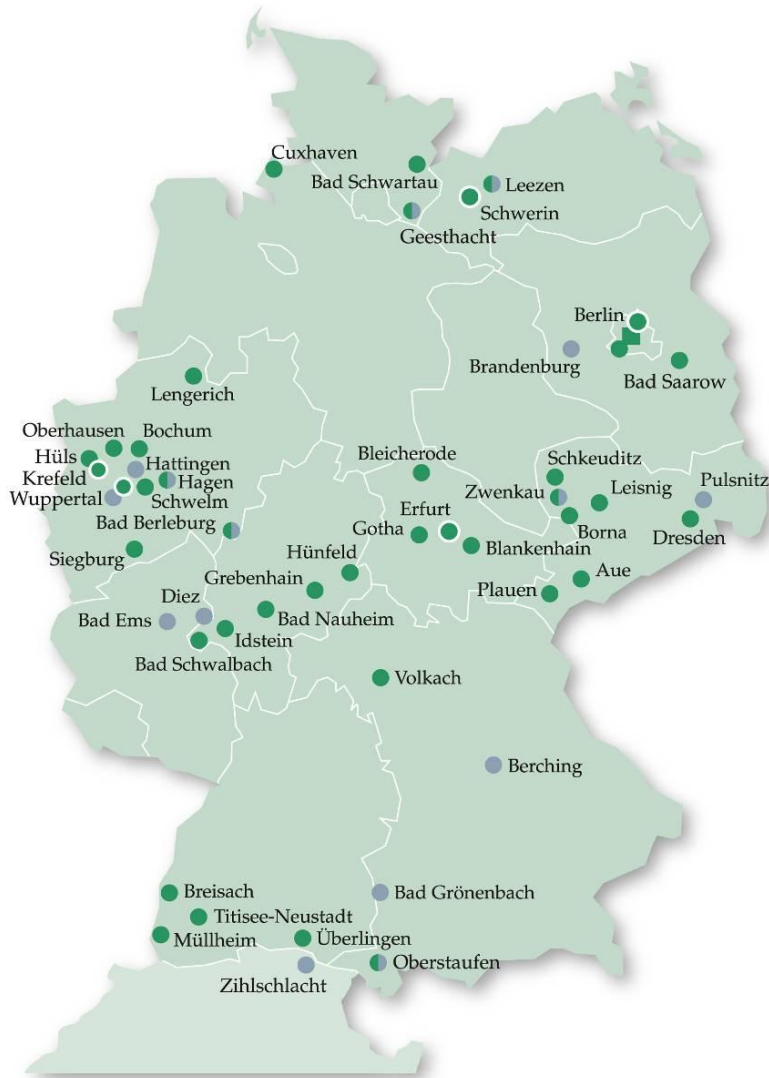 Cuxhaven
Bad Schwartau
Leezen
Schwerin
Geesthacht
Berlin
Brandenburg
Bad Saarow
Lengerich
Oberhausen
Bochum
Hüls
Hattingen
Krefeld
Hagen
Wuppertal
Schwelm
Bad Berleburg
Siegburg
Bleicherode
Schkeuditz
Zwenkau
Leisnig
Pulsnitz
Erfurt
Gotha
Borna
Dresden
Blankenhain
Hünfeld
Grebenhain
Aue
Plauen
Diez
Bad Ems
Bad Nauheim
Idstein
Bad Schwalbach
Volkach
Berching
Breisach
Bad Grönenbach
Titisee-Neustadt
Müllheim
Überlingen
Oberstaufen
Zihlschlacht